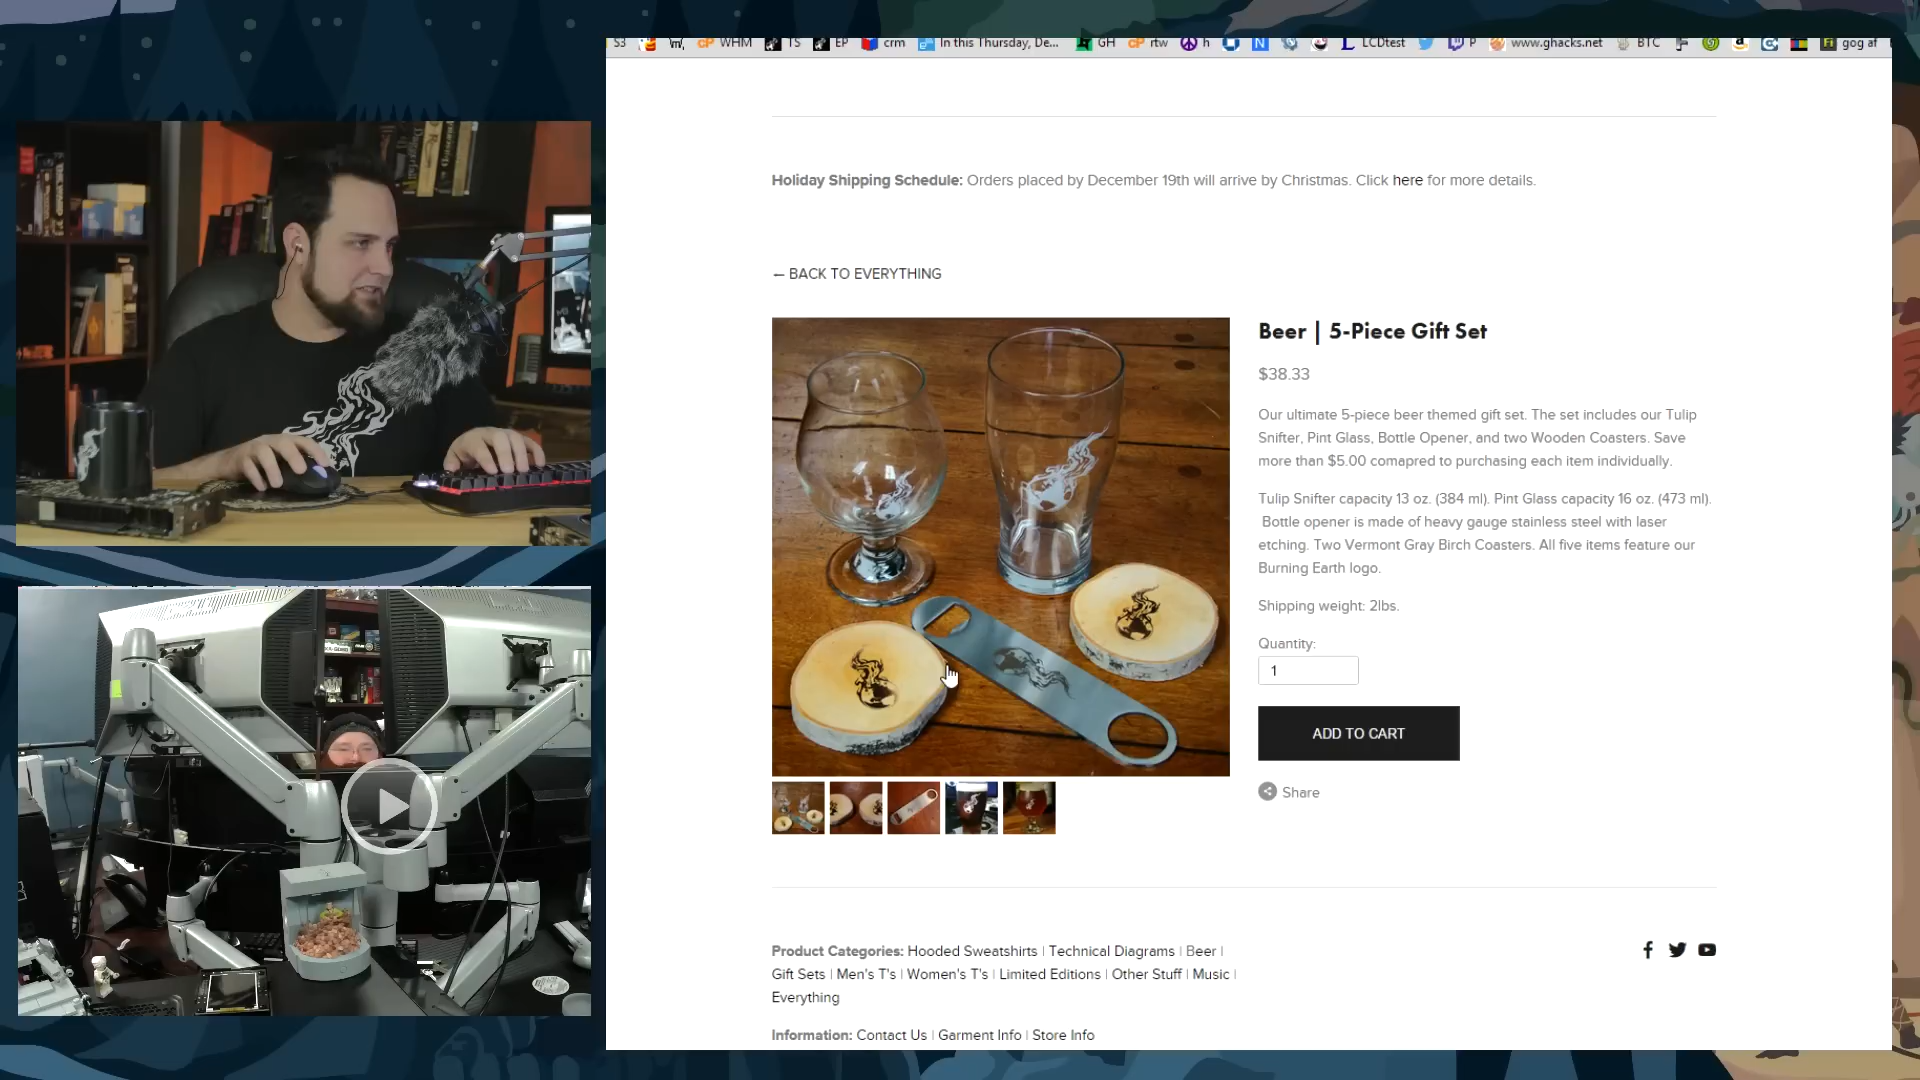 S3 WHM TS EP crm In this Thursday, De... GH rtw h N LCDtest P www.ghacks.net BTC gog af
Holiday Shipping Schedule: Orders placed by December 19th will arrive by Christmas. Click here for more details.
← BACK TO EVERYTHING
Beer | 5-Piece Gift Set
$38.33
Our ultimate 5-piece beer themed gift set. The set includes our Tulip
Snifter, Pint Glass, Bottle Opener, and two Wooden Coasters. Save
more than $5.00 comapred to purchasing each item individually.
Tulip Snifter capacity 13 oz. (384 ml). Pint Glass capacity 16 oz. (473 ml).
Bottle opener is made of heavy gauge stainless steel with laser
etching. Two Vermont Gray Birch Coasters. All five items feature our
Burning Earth logo.
Shipping weight: 2lbs.
Quantity:
1
ADD TO CART
Share
Product Categories: Hooded Sweatshirts | Technical Diagrams | Beer |
Gift Sets | Men's T's | Women's T's | Limited Editions | Other Stuff | Music |
Everything
Information: Contact Us | Garment Info | Store Info